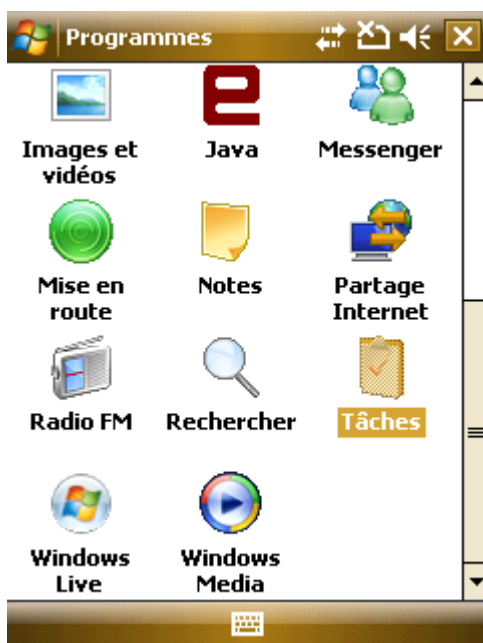 Programmes
Images et
vidéos
Java
Messenger
Mise en
route
Notes
Partage
Internet
Radio FM
Rechercher
Tâches
Windows
Live
Windows
Media